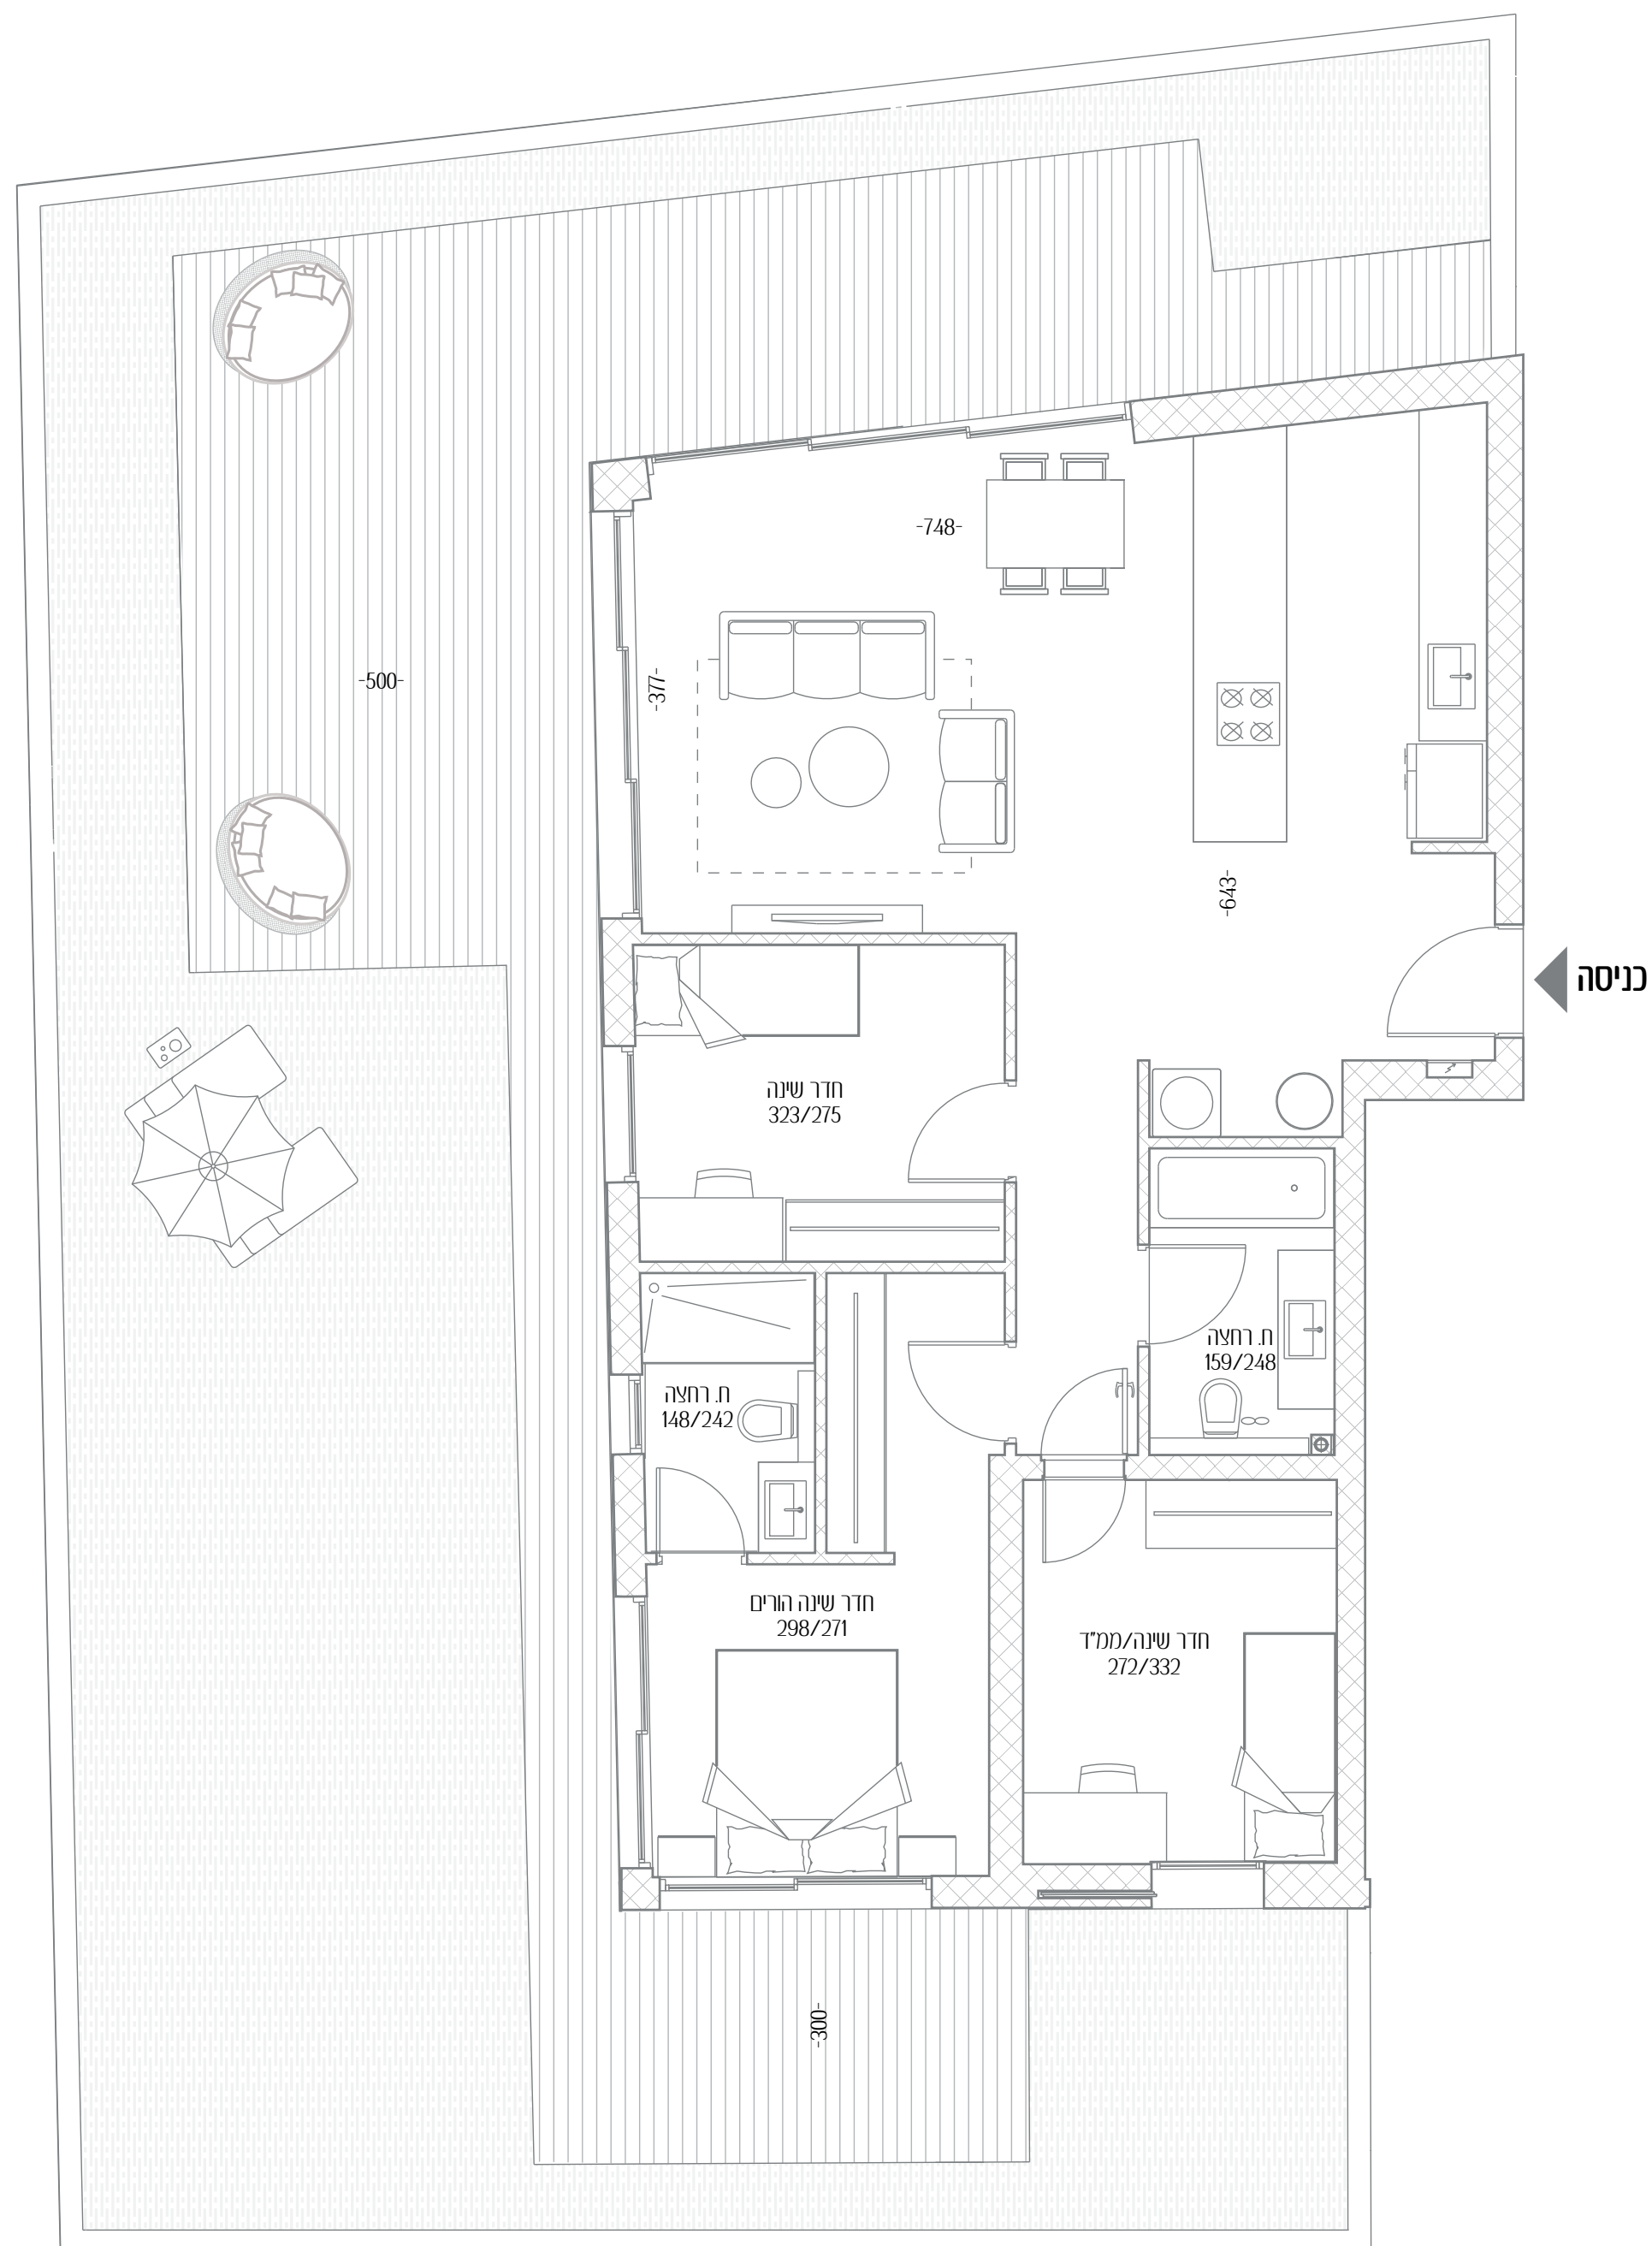 -748-
-377-
-500-
-643-
כניסה
חדר שינה
323/275
ח. רחצה
159/248
ח. רחצה
148/242
חדר שינה הורים
298/271
חדר שינה/ממ"ד
272/332
-300-